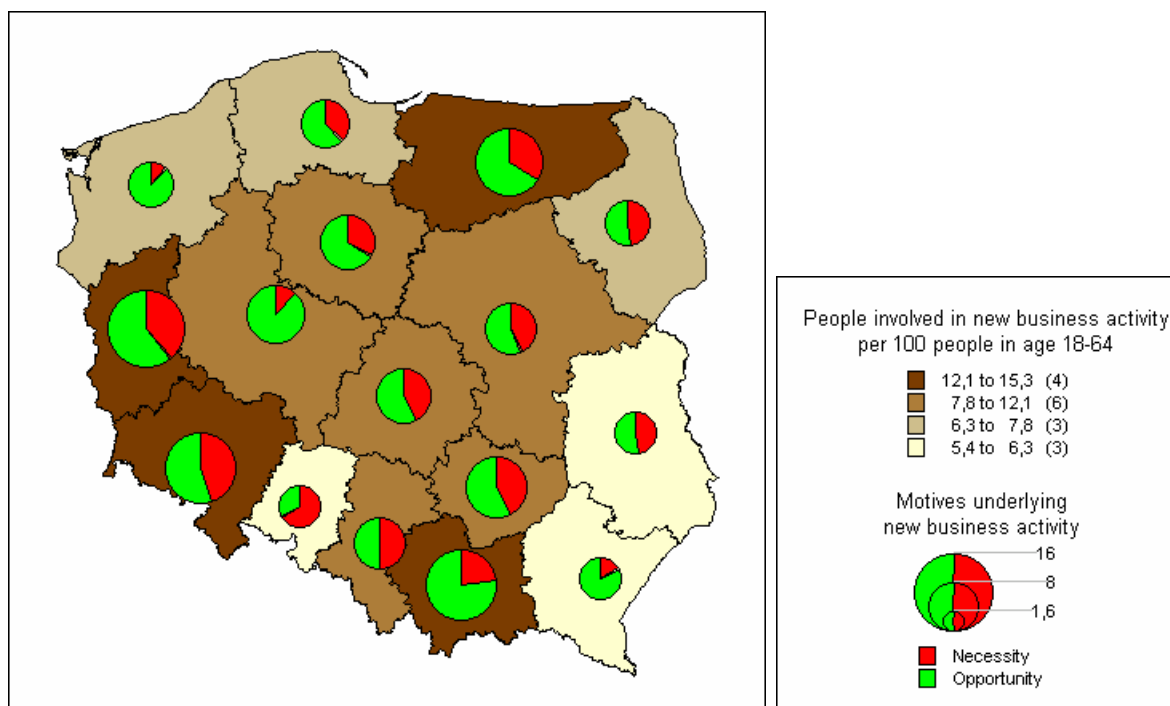 People involved in new business activity
per 100 people in age 18-64
12,1 to 15,3 (4)
7,8 to 12,1 (6)
6,3 to 7,8 (3)
5,4 to 6,3 (3)
Motives underlying
new business activity
16
8
1,6
Necessity
Opportunity